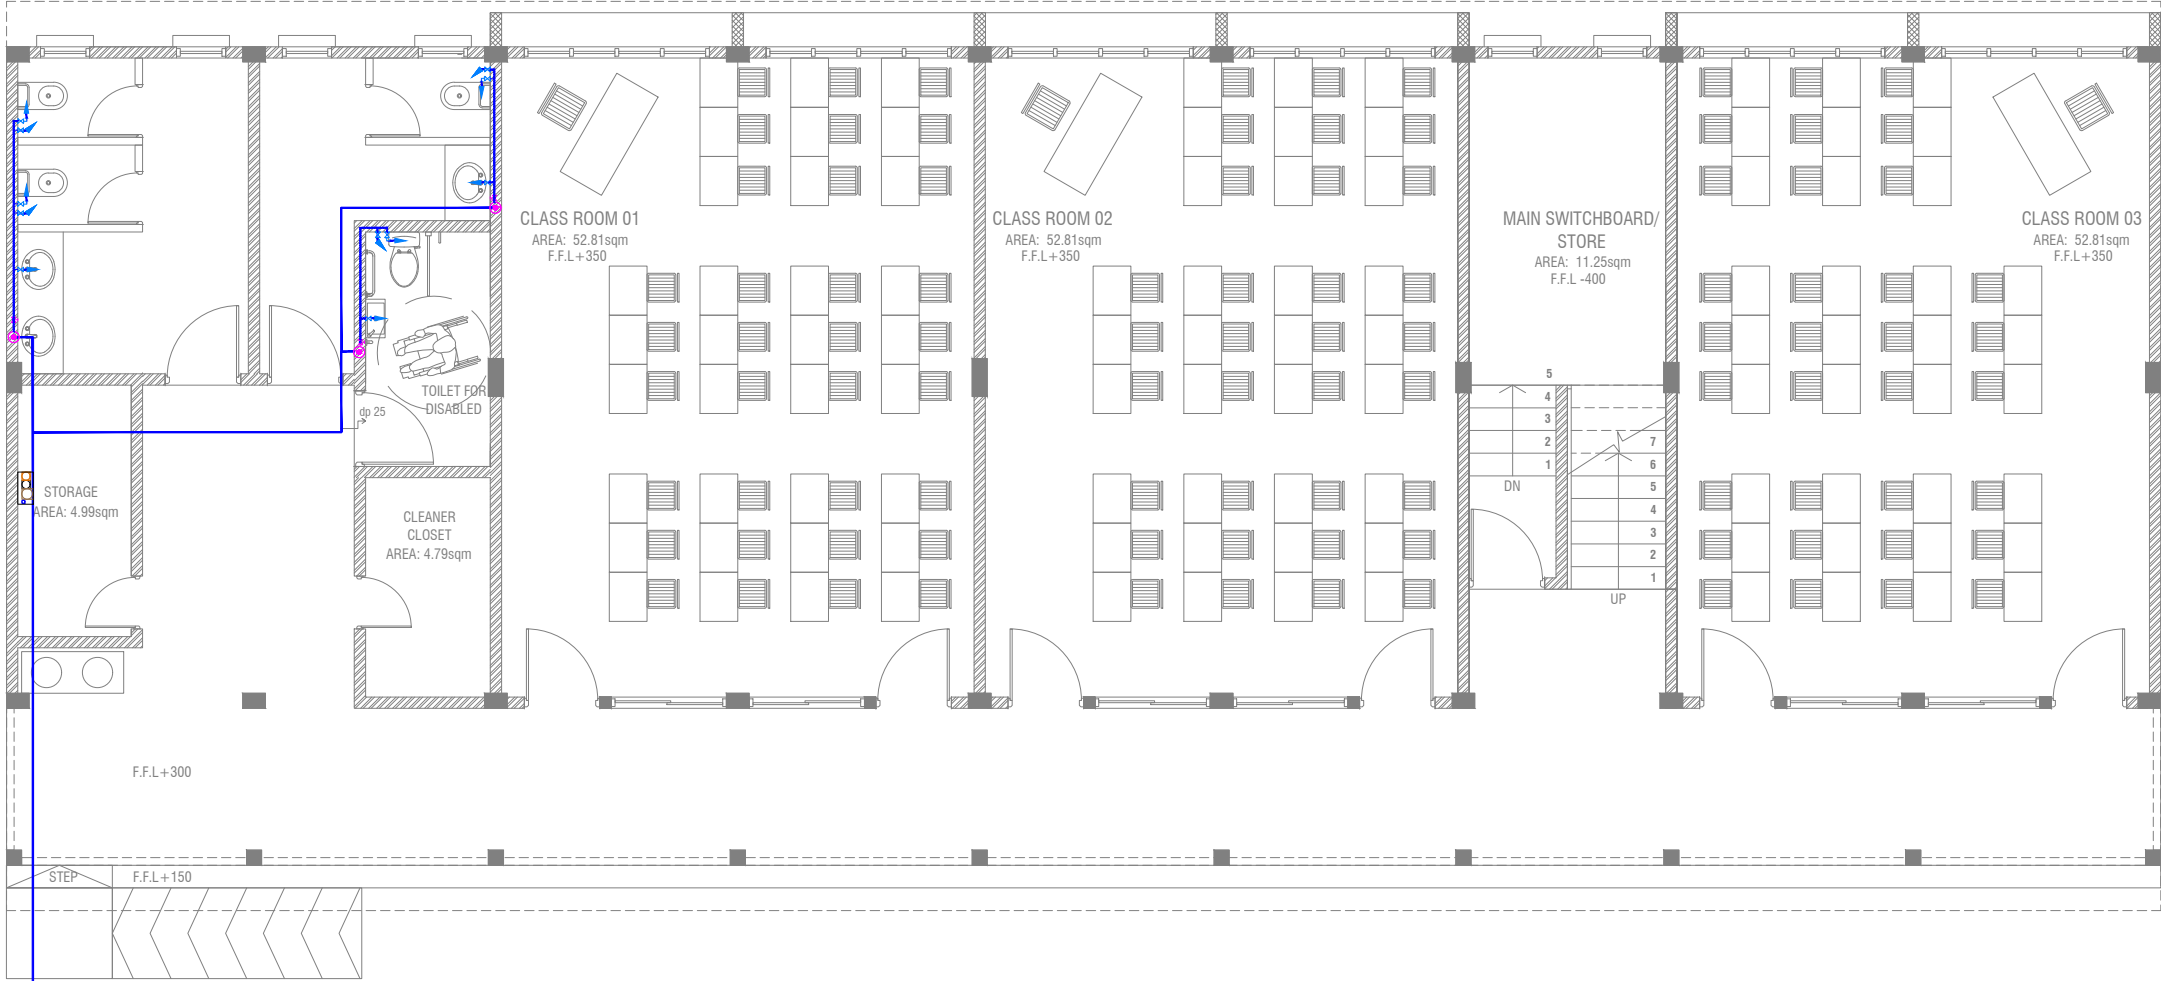 CLASS ROOM 01
AREA: 52.81sqm
F.F.L+350
CLASS ROOM 02
AREA: 52.81sqm
F.F.L+350
MAIN SWITCHBOARD/
STORE
AREA: 11.25sqm
F.F.L -400
CLASS ROOM 03
AREA: 52.81sqm
F.F.L+350
TOILET FOR
DISABLED
dp 25
STORAGE
AREA: 4.99sqm
CLEANER
CLOSET
AREA: 4.79sqm
5
4
3
2
1
DN
7
6
5
4
3
2
1
UP
F.F.L+300
STEP
F.F.L+150